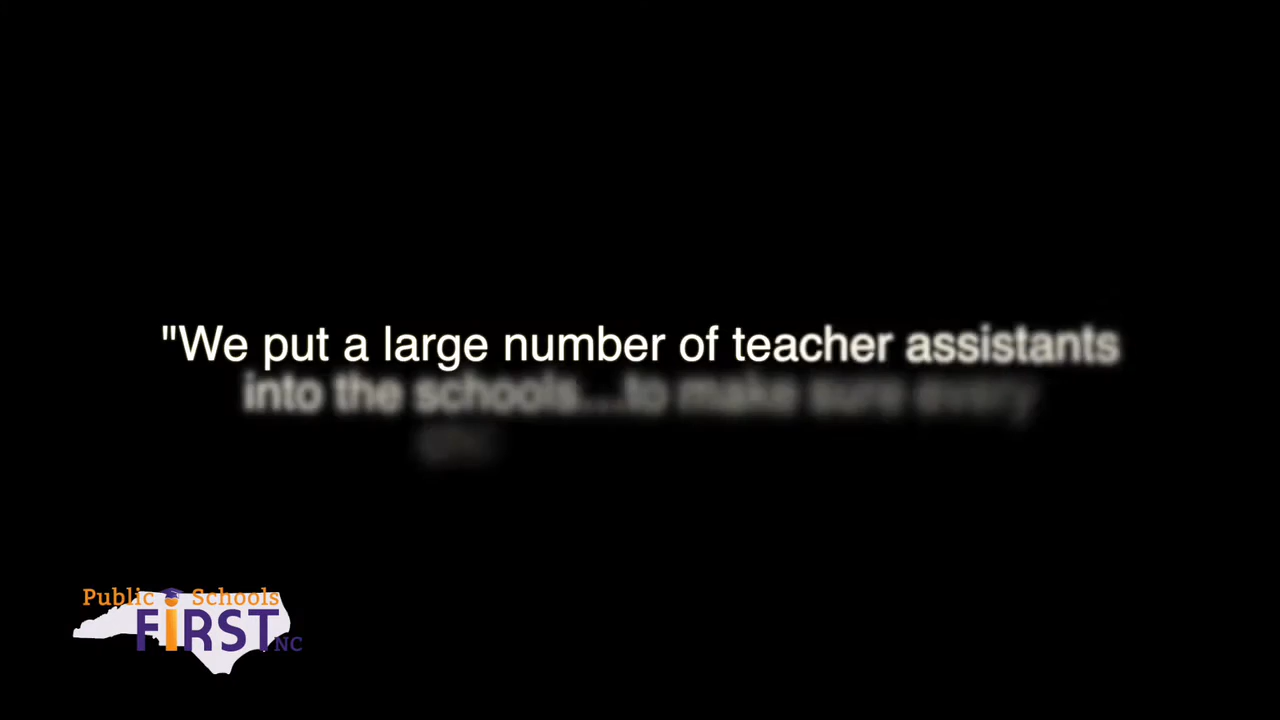 "We put a large number of teacher assistants
into the schools...to make sure every
Public Schools
FiRST NC